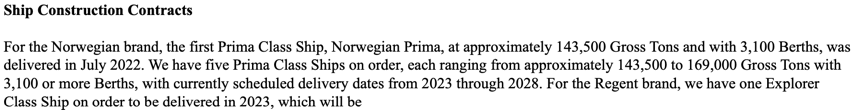 Ship Construction Contracts
For the Norwegian brand, the first Prima Class Ship, Norwegian Prima, at approximately 143,500 Gross Tons and with 3,100 Berths, was
delivered in July 2022. We have five Prima Class Ships on order, each ranging from approximately 143,500 to 169,000 Gross Tons with
3,100 or more Berths, with currently scheduled delivery dates from 2023 through 2028. For the Regent brand, we have one Explorer
Class Ship on order to be delivered in 2023, which will be